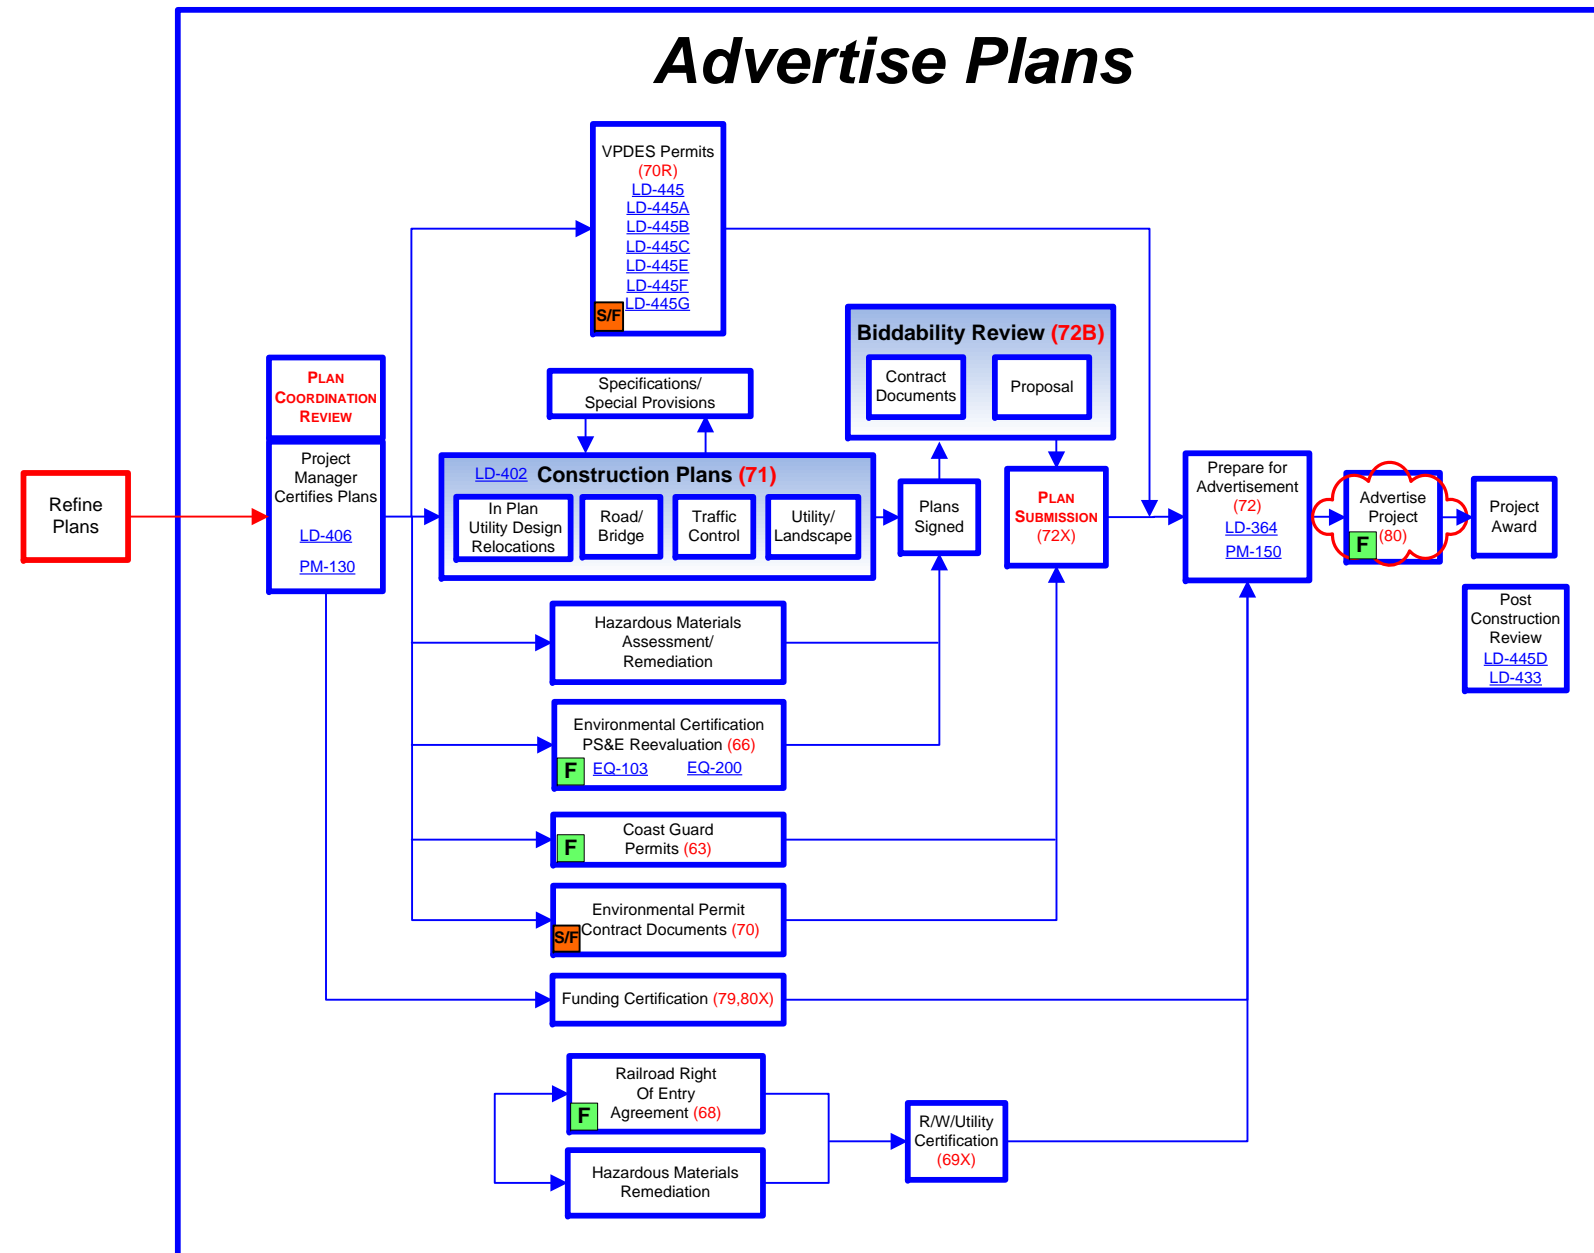 Advertise Plans
VPDES Permits
(70R)
LD-445
LD-445A
LD-445B
LD-445C
LD-445E
LD-445F
LD-445G
S/F
Biddability Review (72B)
Contract
Documents
Proposal
PLAN
COORDINATION
REVIEW
Project
Manager
Certifies Plans
LD-406
PM-130
Refine
Plans
Specifications/
Special Provisions
LD-402 Construction Plans (71)
In Plan
Utility Design
Relocations
Road/
Bridge
Traffic
Control
Utility/
Landscape
Plans
Signed
PLAN
SUBMISSION
(72X)
Prepare for
Advertisement
(72)
LD-364
PM-150
Advertise
Project
(80)
F
Project
Award
Post
Construction
Review
LD-445D
LD-433
Hazardous Materials
Assessment/
Remediation
Environmental Certification
PS&E Reevaluation (66)
F
EQ-103 EQ-200
Coast Guard
Permits (63)
F
Environmental Permit
Contract Documents (70)
S/F
Funding Certification (79,80X)
Railroad Right
Of Entry
Agreement (68)
F
R/W/Utility
Certification
(69X)
Hazardous Materials
Remediation